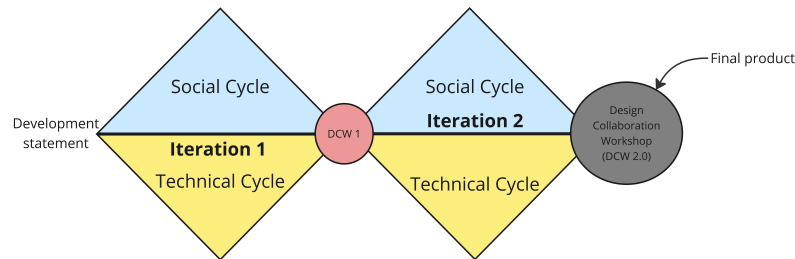 Development
statement
Social Cycle
Iteration 1
Technical Cycle
DCW 1
Social Cycle
Iteration 2
Technical Cycle
Design
Collaboration
Workshop
(DCW 2.0)
Final product